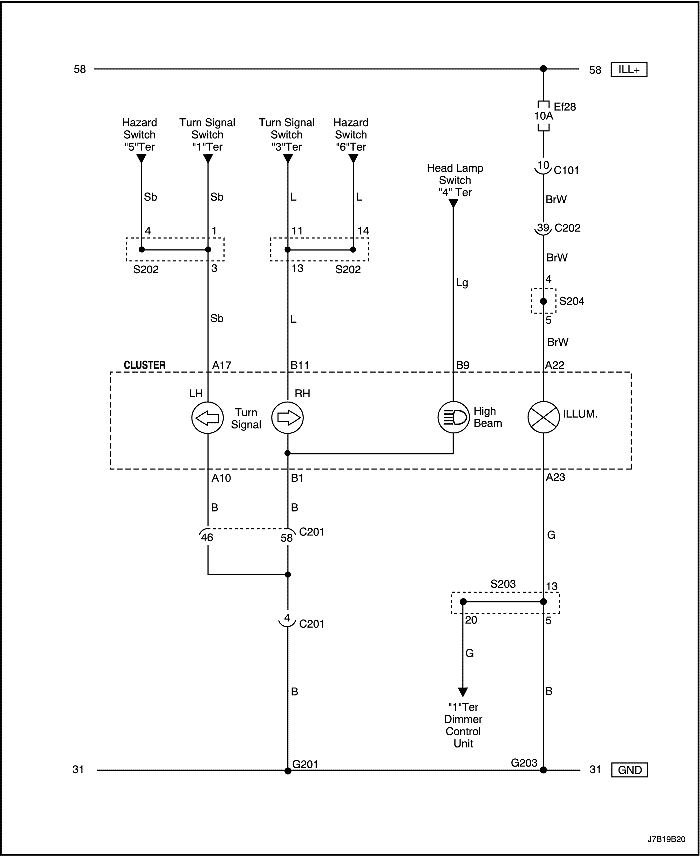 58
58
ILL+
Ef28
10A
Hazard
Switch
"5"Ter
Turn Signal
Switch
"1"Ter
Turn Signal
Switch
"3"Ter
Hazard
Switch
"6"Ter
Head Lamp
Switch
"4" Ter
10
C101
BrW
39
C202
BrW
Sb
Sb
L
L
4
1
11
14
S202
3
13
S202
Lg
4
S204
5
Sb
L
BrW
CLUSTER
A17
B11
B9
A22
LH
RH
Turn
Signal
High
Beam
ILLUM.
A10
B1
A23
B
B
46
58
C201
G
4
C201
S203
13
20
5
G
B
B
"1"Ter
Dimmer
Control
Unit
31
G201
G203
31
GND
J7B19B20